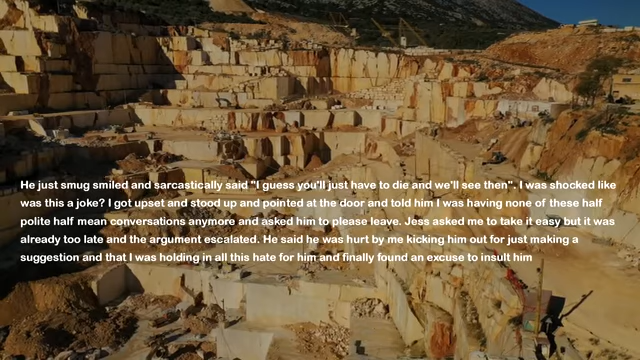 He just smug smiled and sarcastically said "I guess you'll just have to die and we'll see then". I was shocked like
was this a joke? I got upset and stood up and pointed at the door and told him I was having none of these half
polite half mean conversations anymore and asked him to please leave. Jess asked me to take it easy but it was
already too late and the argument escalated. He said he was hurt by me kicking him out for just making a
suggestion and that I was holding in all this hate for him and finally found an excuse to insult him